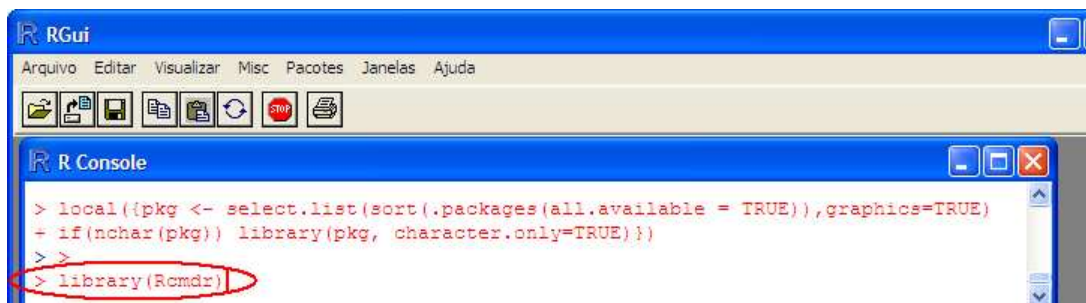 RGui
Arquivo Editar Visualizar Misc Pacotes Janelas Ajuda
STOP
R Console
> local({pkg <- select.list(sort(.packages(all.available = TRUE)),graphics=TRUE)
+ if(nchar(pkg)) library(pkg, character.only=TRUE)})
> >
> library(Rcmdr)